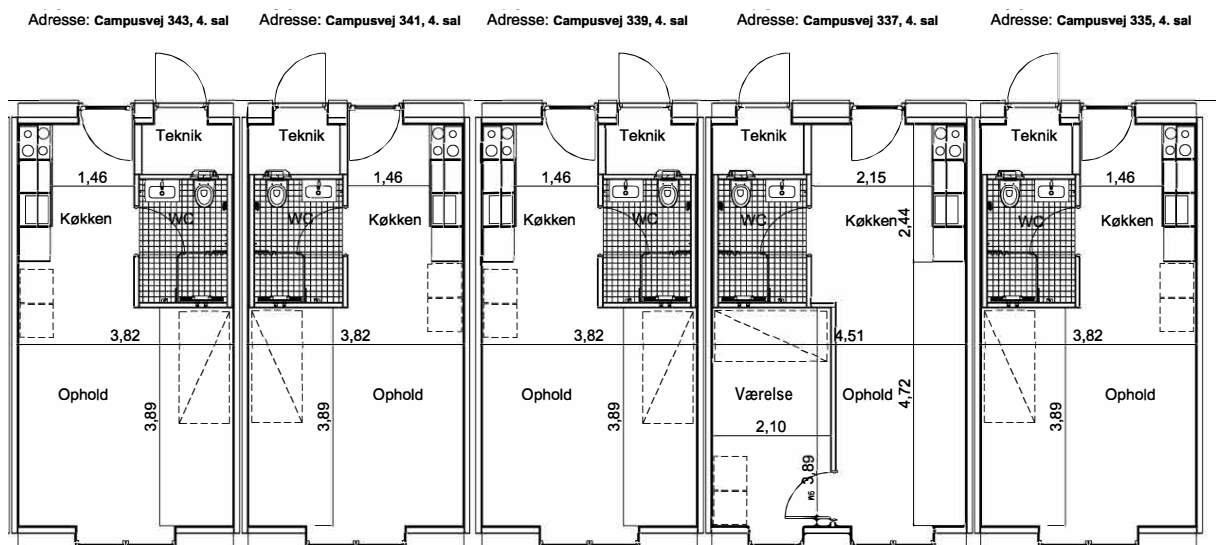 Adresse: Campusvej 343, 4. sal
Adresse: Campusvej 341, 4. sal
Adresse: Campusvej 339, 4. sal
Adresse: Campusvej 337, 4. sal
Adresse: Campusvej 335, 4. sal
Teknik
Teknik
Teknik
Teknik
Teknik
1,46
1,46
1,46
2,15
1,46
Køkken
WC
WC
Køkken
Køkken
WC
WC
Køkken
2,44
WC
Køkken
3,82
3,82
3,82
4,51
3,82
Ophold
3,89
3,89
Ophold
Ophold
3,89
Værelse
Ophold
4,72
3,89
Ophold
2,10
3,89